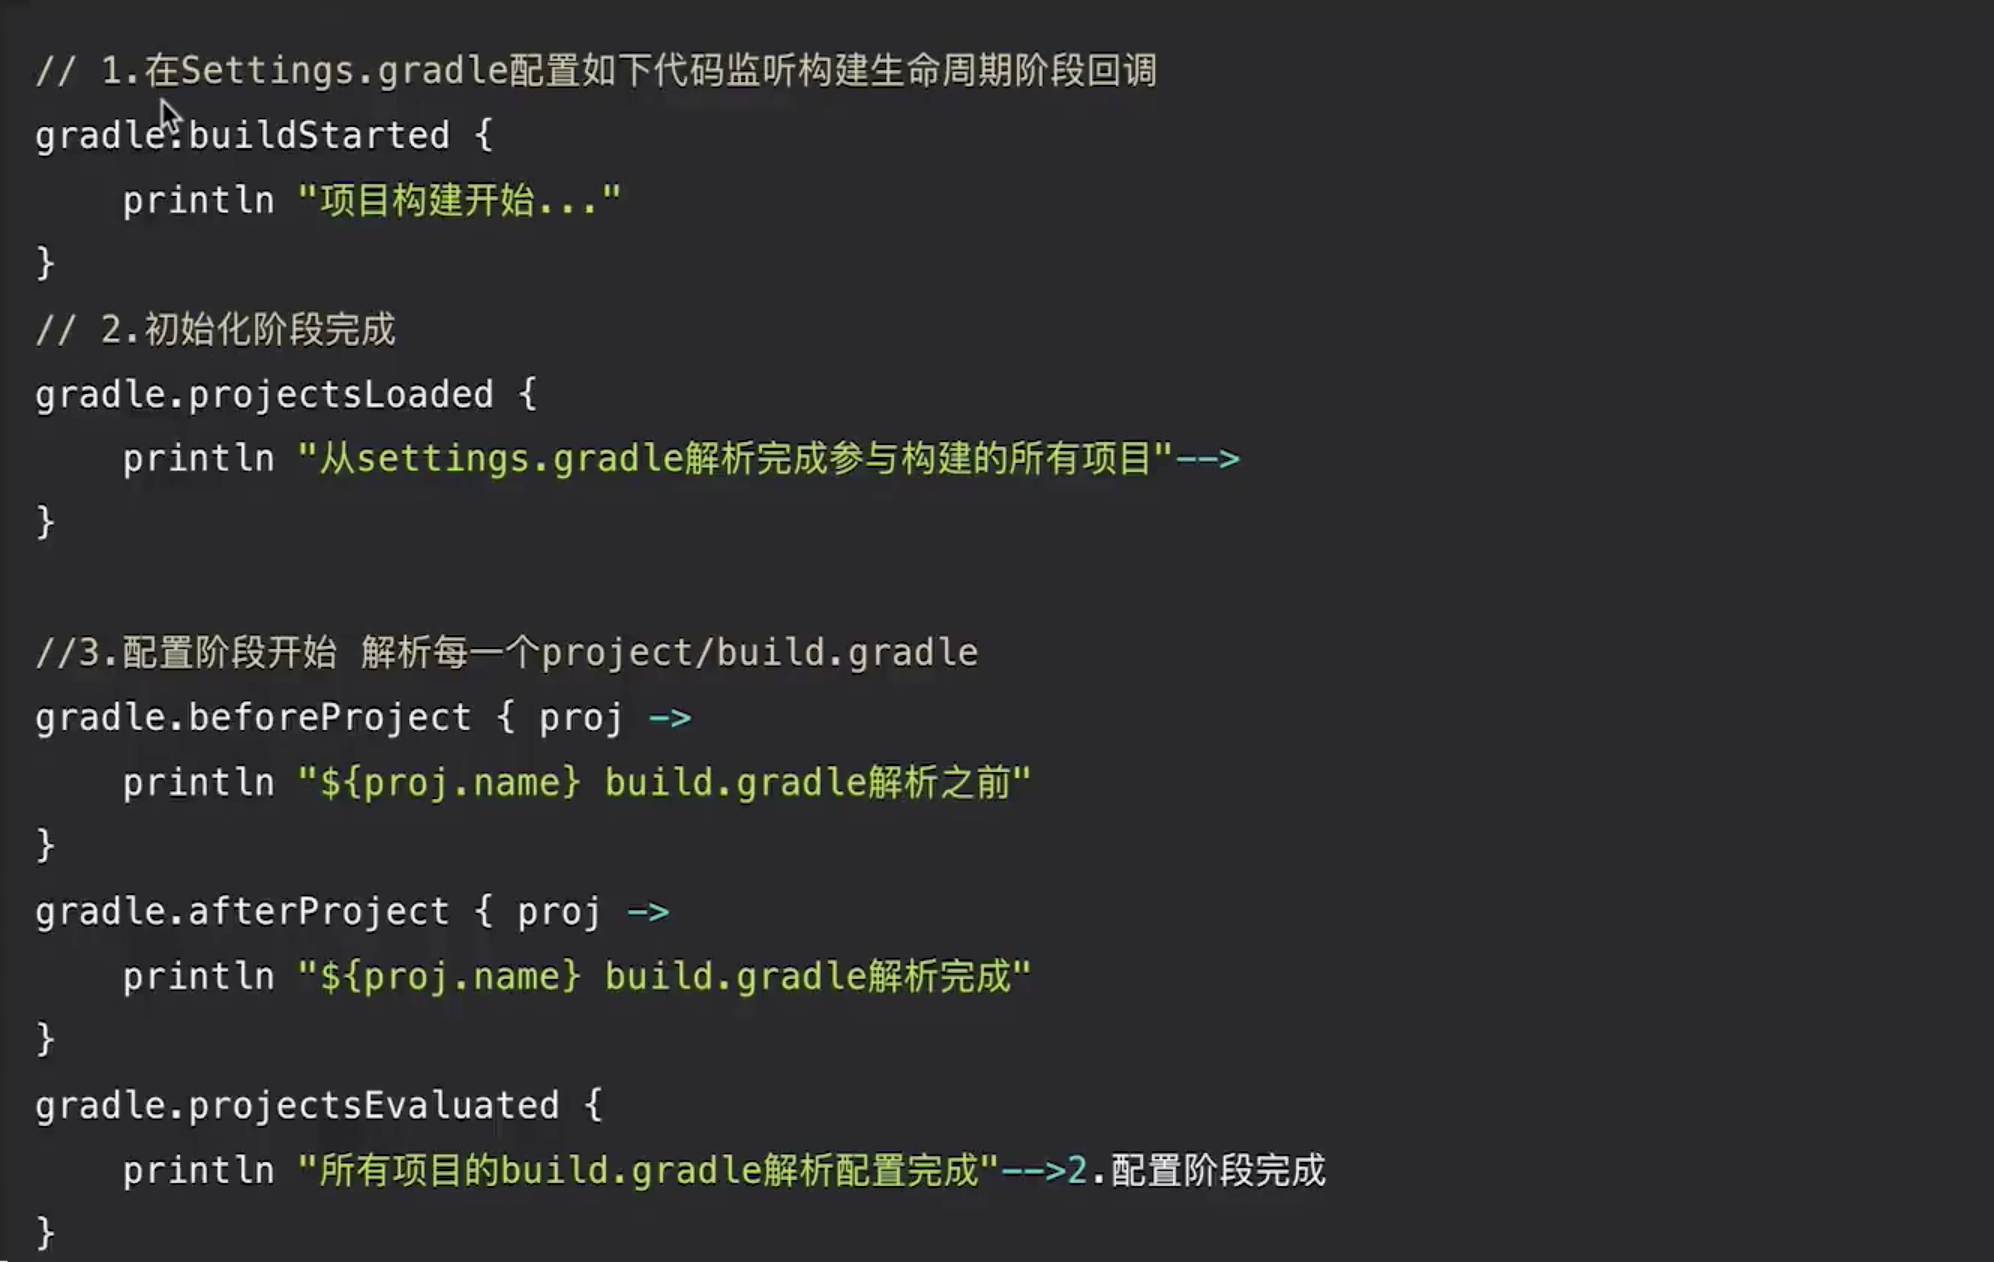 // 1.在Settings.gradle配置如下代码监听构建生命周期阶段回调
gradle.buildStarted {
    println "项目构建开始..."
}
// 2.初始化阶段完成
gradle.projectsLoaded {
    println "从settings.gradle解析完成参与构建的所有项目"-->
}

//3.配置阶段开始 解析每一个project/build.gradle
gradle.beforeProject { proj ->
    println "${proj.name} build.gradle解析之前"
}
gradle.afterProject { proj ->
    println "${proj.name} build.gradle解析完成"
}
gradle.projectsEvaluated {
    println "所有项目的build.gradle解析配置完成"-->2.配置阶段完成
}